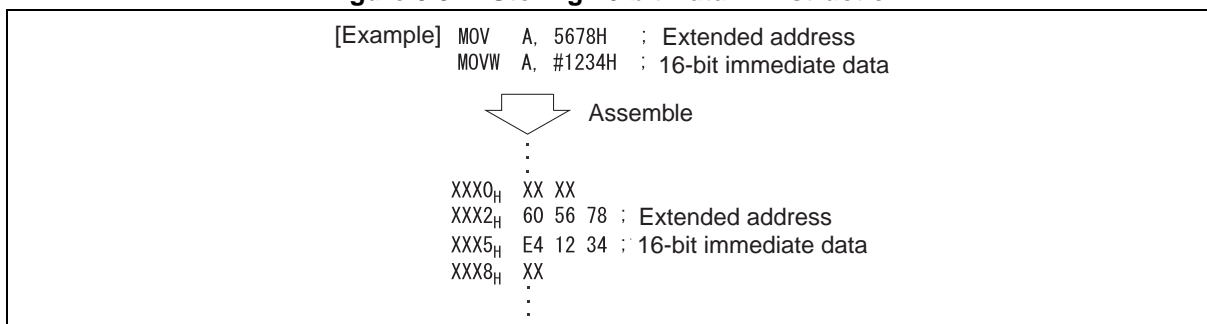 [Example] MOV A, 5678H ; Extended address
MOVW A, #1234H ; 16-bit immediate data
Assemble
XXX0H XX XX
XXX2H 60 56 78 ; Extended address
XXX5H E4 12 34 ; 16-bit immediate data
XXX8H XX